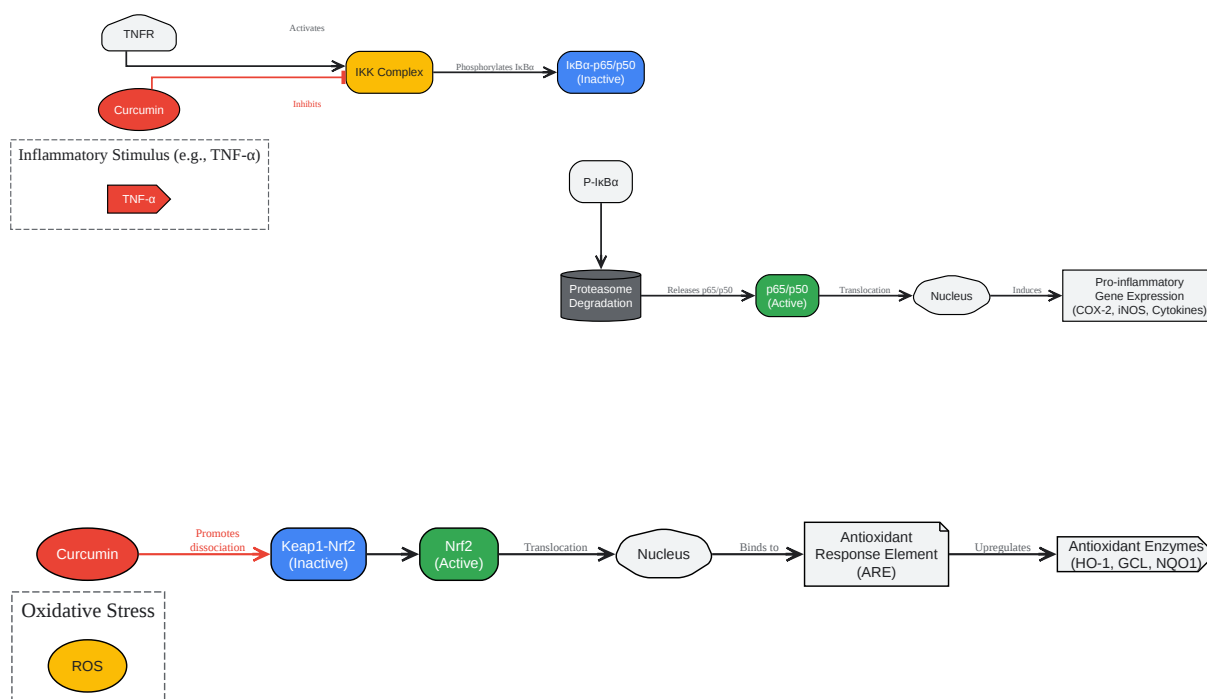 TNFR
Activates
IKK Complex
Phosphorylates IκBα
IκBα-p65/p50
(Inactive)
Curcumin
Inhibits
Inflammatory Stimulus (e.g., TNF-α)
TNF-α
P-IκBα
Proteasome
Degradation
Releases p65/p50
p65/p50
(Active)
Translocation
Nucleus
Induces
Pro-inflammatory
Gene Expression
(COX-2, iNOS, Cytokines)
Curcumin
Promotes
dissociation
Keap1-Nrf2
(Inactive)
Nrf2
(Active)
Translocation
Nucleus
Binds to
Antioxidant
Response Element
(ARE)
Upregulates
Antioxidant Enzymes
(HO-1, GCL, NQO1)
Oxidative Stress
ROS